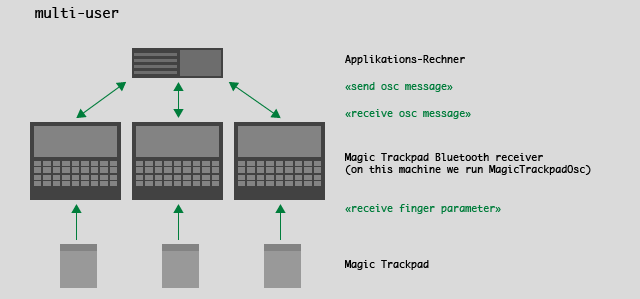 multi-user
Applikations-Rechner
«send osc message»
«receive osc message»
Magic Trackpad Bluetooth receiver
(on this machine we run MagicTrackpadOsc)
«receive finger parameter»
Magic Trackpad